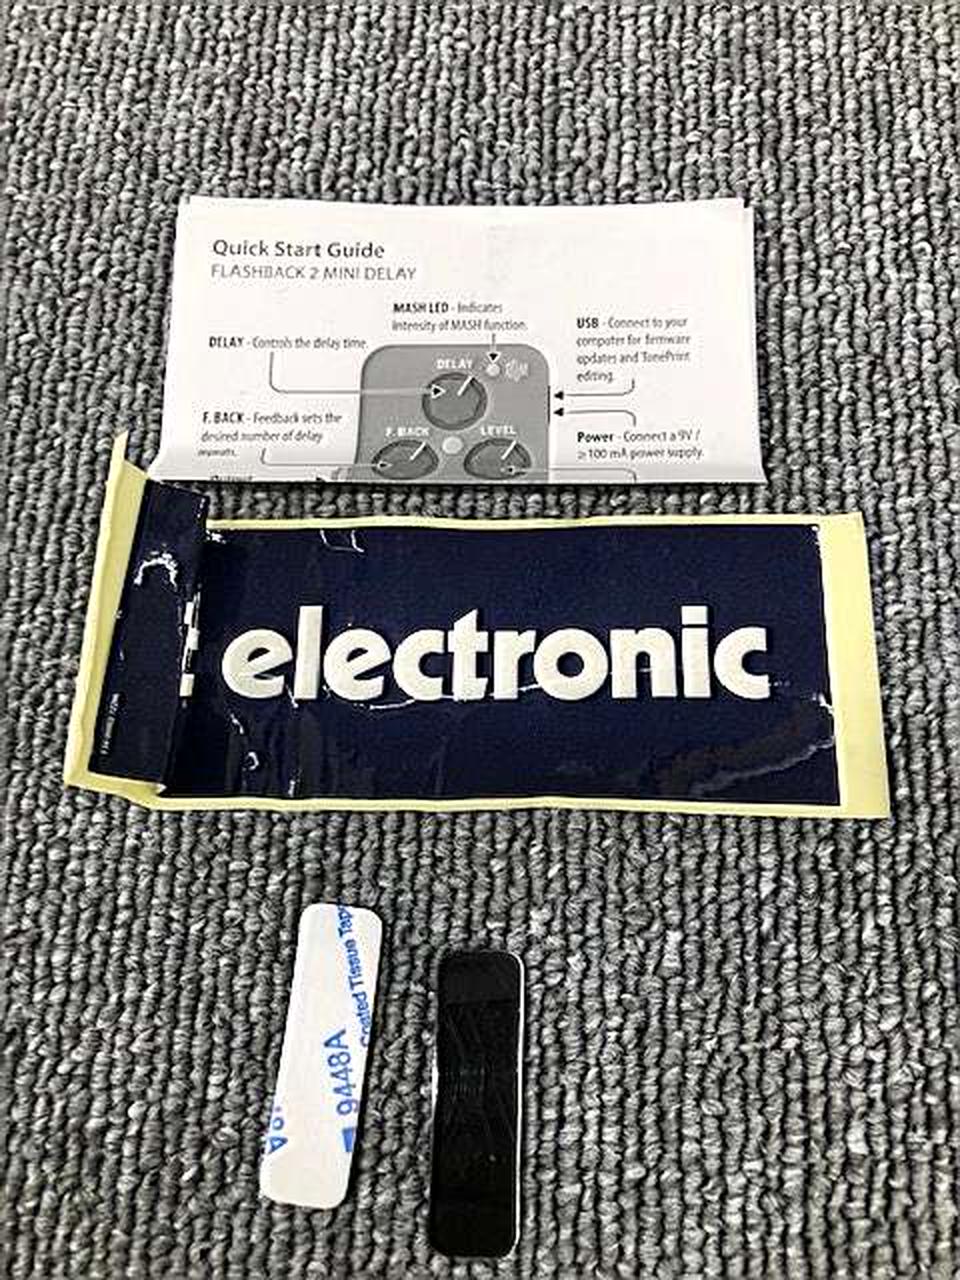 Quick Start Guide
FLASHBACK 2 MINI DELAY
MASH LED - Indicates
intensity of MASH function.
USB - Connect to your
computer for firmware
updates and TonePrint
editing.
DELAY - Controls the delay time.
DELAY
F. BACK - Feedback sets the
desired number of delay
repeats.
F. BACK
LEVEL
Power - Connect a 9V /
≥100 mA power supply.
electronic
Coated Tissue Tape
9448A